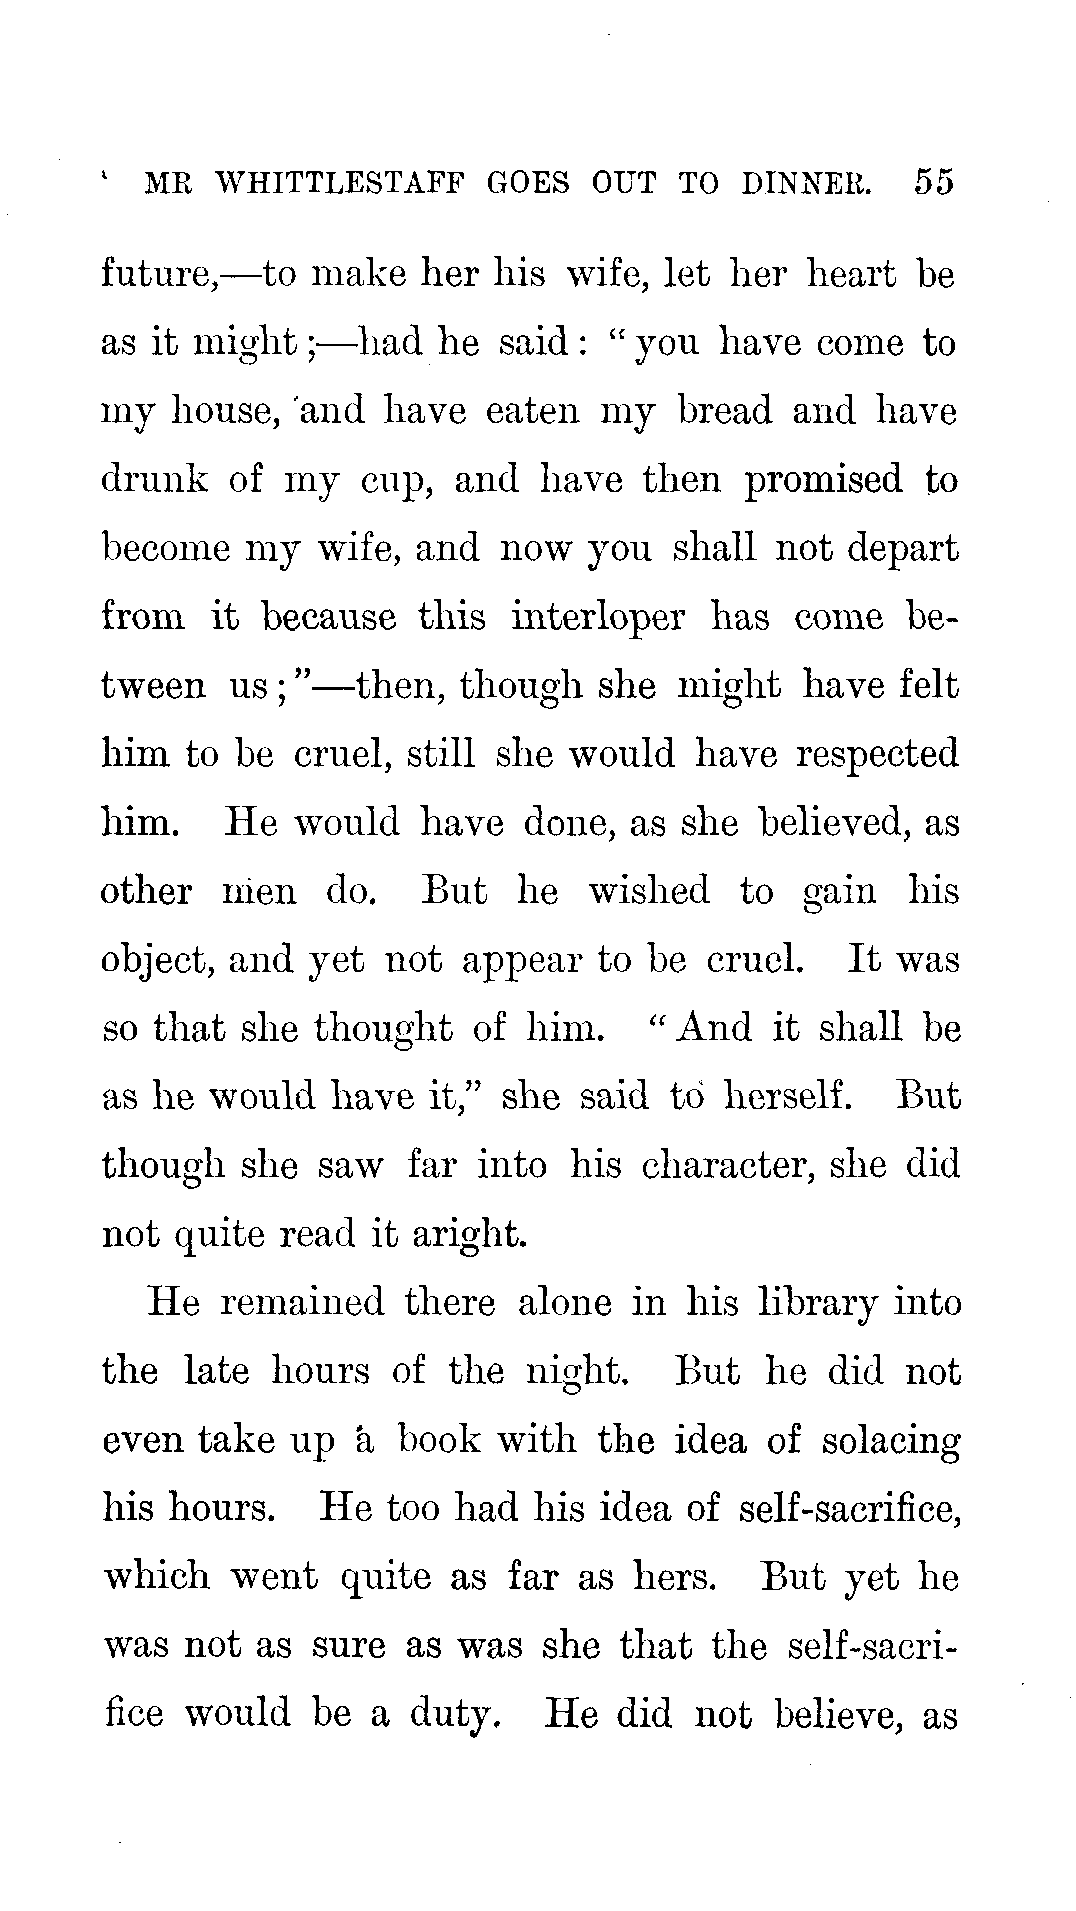 MR WHITTLESTAFF GOES OUT TO DINNER. 55
future,—to make her his wife, let her heart be
as it might;—had he said: "you have come to
my house, and have eaten my bread and have
drunk of my cup, and have then promised to
become my wife, and now you shall not depart
from it because this interloper has come be-
tween us;"—then, though she might have felt
him to be cruel, still she would have respected
him. He would have done, as she believed, as
other men do. But he wished to gain his
object, and yet not appear to be cruel. It was
so that she thought of him. "And it shall be
as he would have it," she said to herself. But
though she saw far into his character, she did
not quite read it aright.
He remained there alone in his library into
the late hours of the night. But he did not
even take up a book with the idea of solacing
his hours. He too had his idea of self-sacrifice,
which went quite as far as hers. But yet he
was not as sure as was she that the self-sacri-
fice would be a duty. He did not believe, as